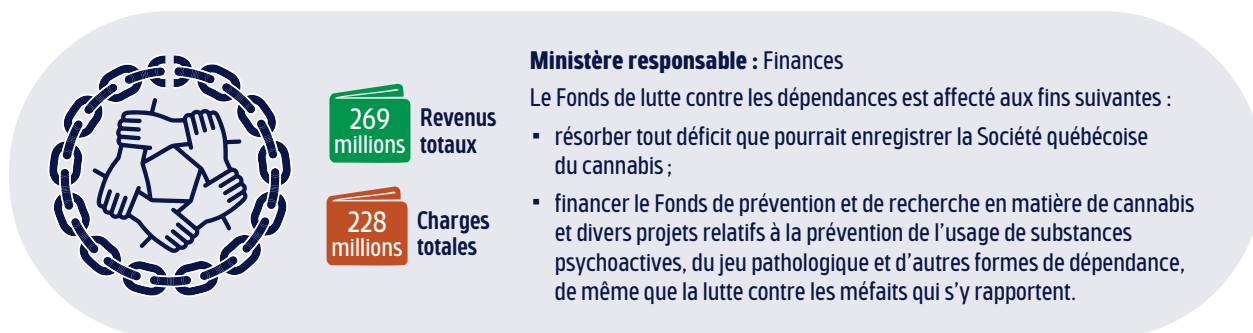 269
millions
Revenus
totaux
228
millions
Charges
totales
Ministère responsable : Finances
Le Fonds de lutte contre les dépendances est affecté aux fins suivantes :
▪ résorber tout déficit que pourrait enregistrer la Société québécoise
du cannabis ;
▪ financer le Fonds de prévention et de recherche en matière de cannabis
et divers projets relatifs à la prévention de l’usage de substances
psychoactives, du jeu pathologique et d’autres formes de dépendance,
de même que la lutte contre les méfaits qui s’y rapportent.